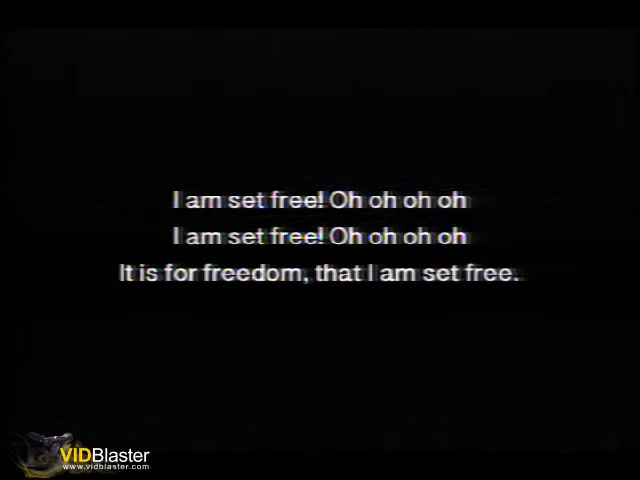 I am set free! Oh oh oh oh
I am set free! Oh oh oh oh
It is for freedom, that I am set free.
VIDBlaster
www.vidblaster.com